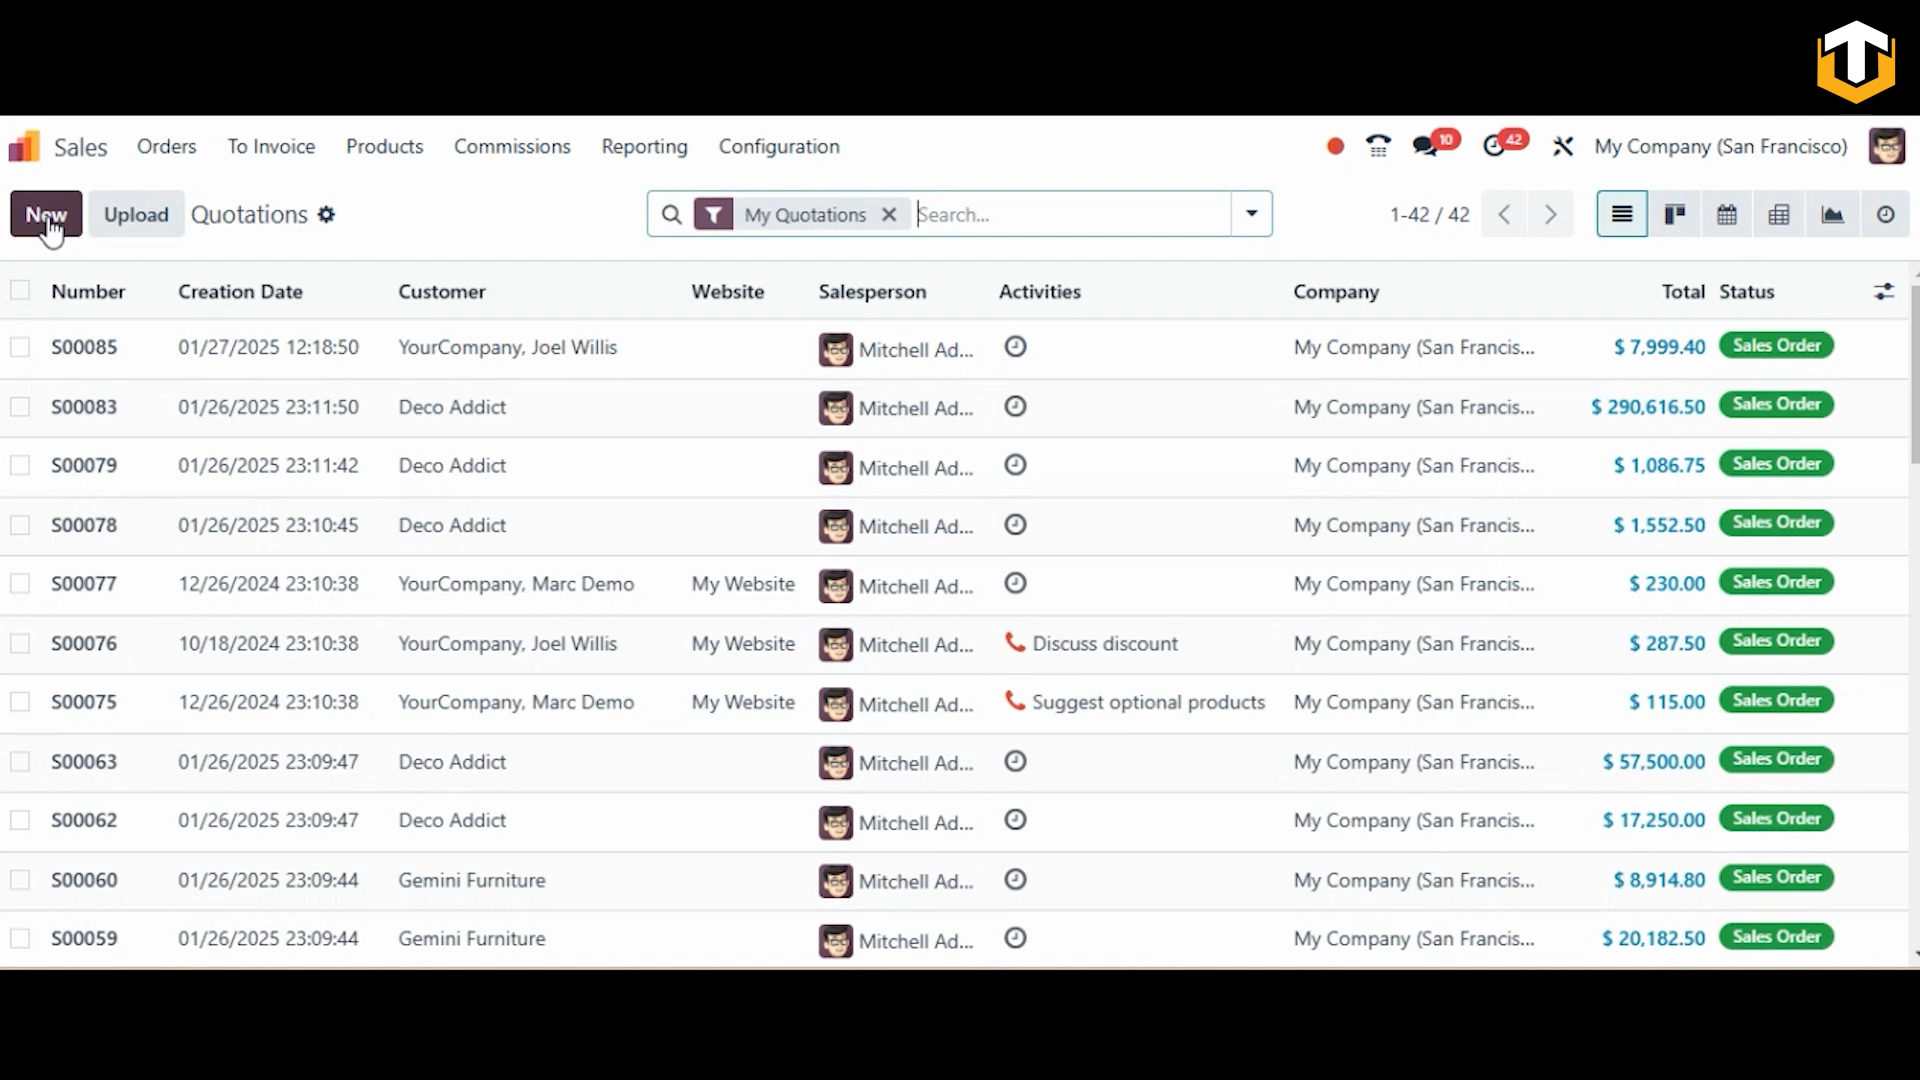 Sales Orders To Invoice Products Commissions Reporting Configuration 10 42 My Company (San Francisco)
New Upload Quotations My Quotations Search... 1-42 / 42
Number Creation Date Customer Website Salesperson Activities Company Total Status
S00085 01/27/2025 12:18:50 YourCompany, Joel Willis Mitchell Ad... My Company (San Francis... $ 7,999.40 Sales Order
S00083 01/26/2025 23:11:50 Deco Addict Mitchell Ad... My Company (San Francis... $ 290,616.50 Sales Order
S00079 01/26/2025 23:11:42 Deco Addict Mitchell Ad... My Company (San Francis... $ 1,086.75 Sales Order
S00078 01/26/2025 23:10:45 Deco Addict Mitchell Ad... My Company (San Francis... $ 1,552.50 Sales Order
S00077 12/26/2024 23:10:38 YourCompany, Marc Demo My Website Mitchell Ad... My Company (San Francis... $ 230.00 Sales Order
S00076 10/18/2024 23:10:38 YourCompany, Joel Willis My Website Mitchell Ad... Discuss discount My Company (San Francis... $ 287.50 Sales Order
S00075 12/26/2024 23:10:38 YourCompany, Marc Demo My Website Mitchell Ad... Suggest optional products My Company (San Francis... $ 115.00 Sales Order
S00063 01/26/2025 23:09:47 Deco Addict Mitchell Ad... My Company (San Francis... $ 57,500.00 Sales Order
S00062 01/26/2025 23:09:47 Deco Addict Mitchell Ad... My Company (San Francis... $ 17,250.00 Sales Order
S00060 01/26/2025 23:09:44 Gemini Furniture Mitchell Ad... My Company (San Francis... $ 8,914.80 Sales Order
S00059 01/26/2025 23:09:44 Gemini Furniture Mitchell Ad... My Company (San Francis... $ 20,182.50 Sales Order